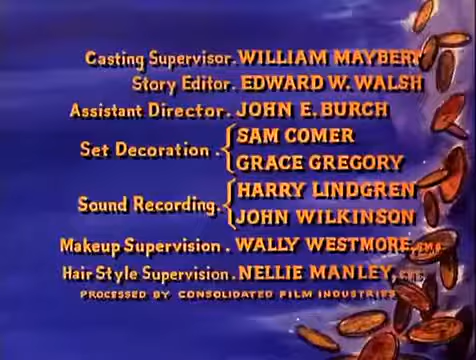 Casting Supervisor. WILLIAM MAYBERY
Story Editor. EDWARD W. WALSH
Assistant Director. JOHN E. BURCH
Set Decoration . { SAM COMER
GRACE GREGORY
Sound Recording. { HARRY LINDGREN
JOHN WILKINSON
Makeup Supervision . WALLY WESTMORE,
Hair Style Supervision . NELLIE MANLEY,
PROCESSED BY CONSOLIDATED FILM INDUSTRIES